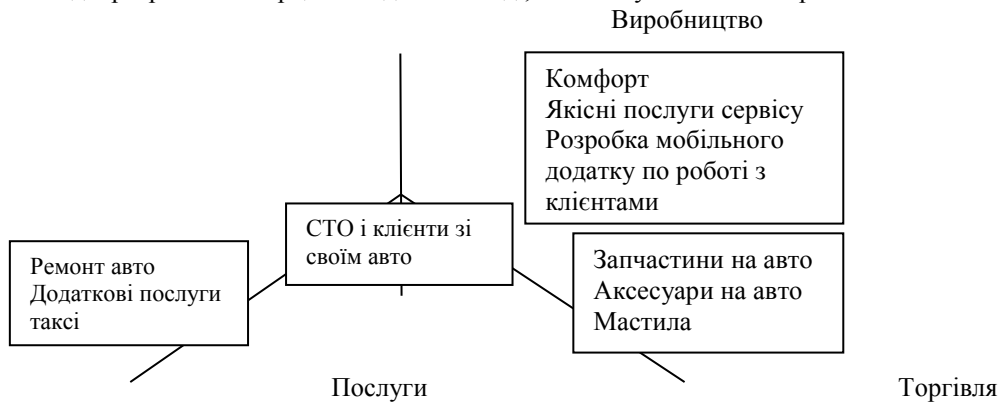 Виробництво
Комфорт
Якісні послуги сервісу
Розробка мобільного
додатку по роботі з
клієнтами
СТО і клієнти зі
своїм авто
Ремонт авто
Додаткові послуги
таксі
Запчастини на авто
Аксесуари на авто
Мастила
Послуги
Торгівля